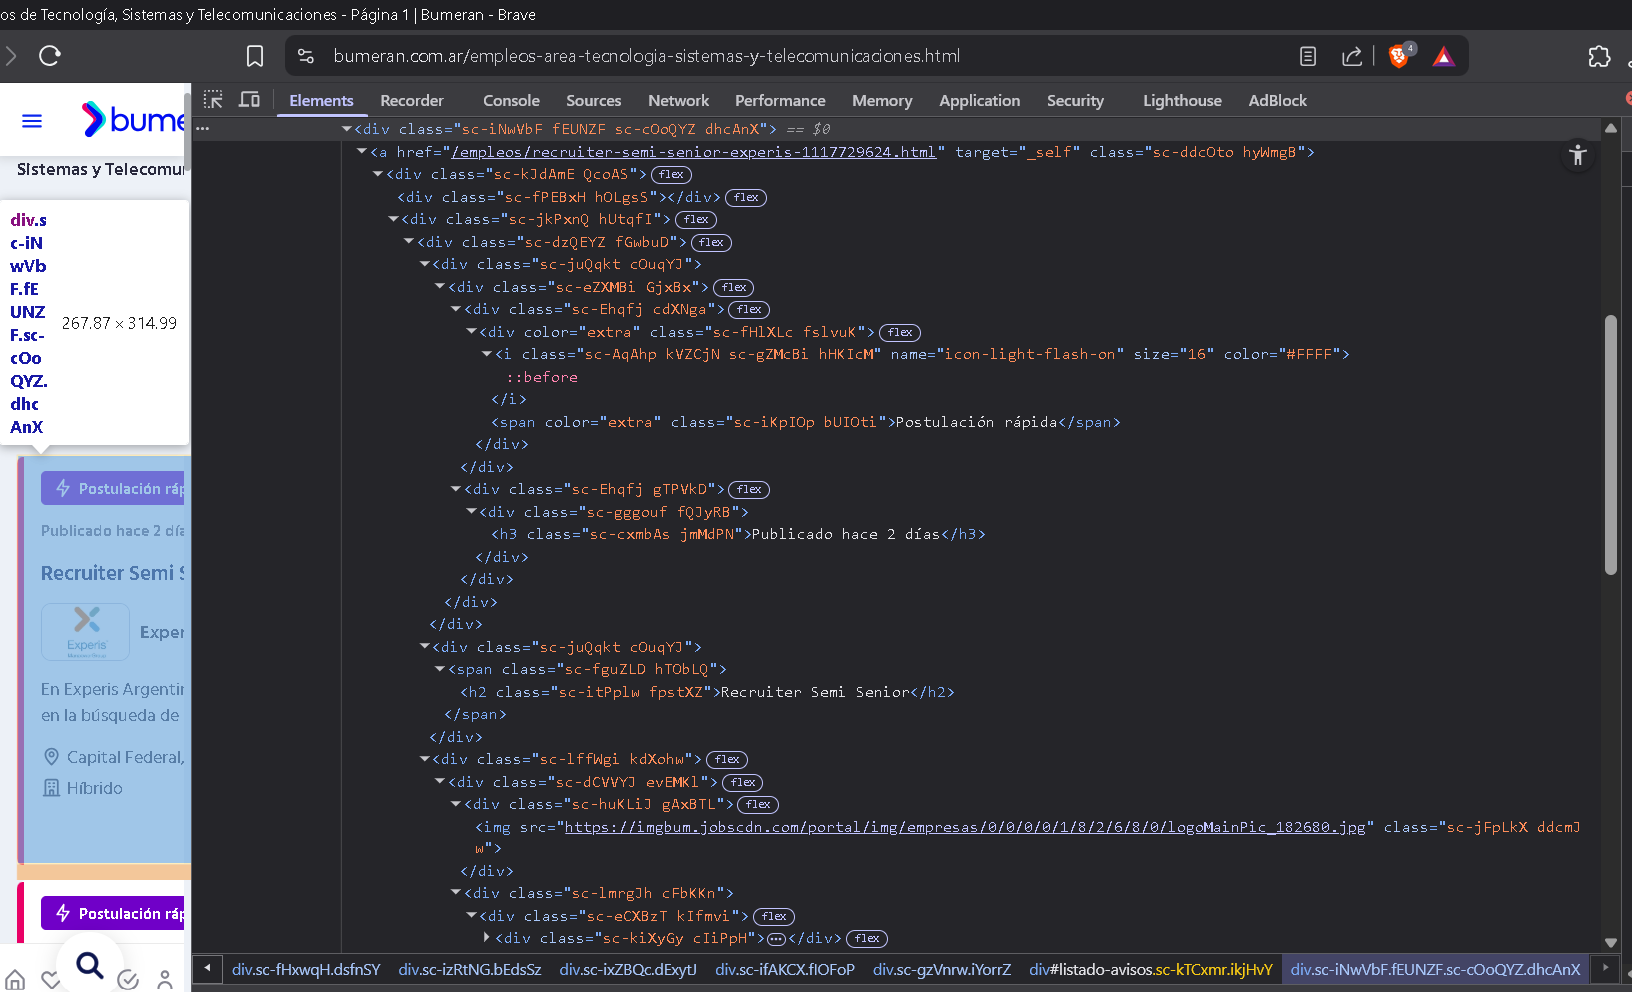 os de Tecnología, Sistemas y Telecomunicaciones - Página 1 | Bumeran - Brave
bumeran.com.ar/empleos-area-tecnologia-sistemas-y-telecomunicaciones.html
4
bume
Elements Recorder Console Sources Network Performance Memory Application Security Lighthouse AdBlock
Sistemas y Telecomu
div.s
c-iN
wVb
F.fE
UNZ
F.sc-
cOo
QYZ.
dhc
AnX
267.87 × 314.99
Postulación ráp
Publicado hace 2 día
Recruiter Semi S
Experis
Exper
En Experis Argentin
en la búsqueda de
Capital Federal,
Híbrido
Postulación ráp
<div class="sc-iNwVbF fEUNZF sc-cOoQYZ dhcAnX"> == $0
<a href="/empleos/recruiter-semi-senior-experis-1117729624.html" target="_self" class="sc-ddcOto hyWmgB">
<div class="sc-kJdAmE QcoAS"> flex
<div class="sc-fPEBxH hOLgsS"></div> flex
<div class="sc-jkPxnQ hUtqfI"> flex
<div class="sc-dzQEYZ fGwbuD"> flex
<div class="sc-juQqkt cOuqYJ">
<div class="sc-eZXMBi GjxBx"> flex
<div class="sc-Ehqfj cdXNga"> flex
<div color="extra" class="sc-fHlXLc fslvuK"> flex
<i class="sc-AqAhp kVZCjN sc-gZMcBi hHKIcM" name="icon-light-flash-on" size="16" color="#FFFF">
::before
</i>
<span color="extra" class="sc-iKpIOp bUIOti">Postulación rápida</span>
</div>
</div>
<div class="sc-Ehqfj gTPVkD"> flex
<div class="sc-gggouf fQJyRB">
<h3 class="sc-cxmbAs jmMdPN">Publicado hace 2 días</h3>
</div>
</div>
</div>
</div>
<div class="sc-juQqkt cOuqYJ">
<span class="sc-fguZLD hTObLQ">
<h2 class="sc-itPplw fpstXZ">Recruiter Semi Senior</h2>
</span>
</div>
<div class="sc-lffWgi kdXohw"> flex
<div class="sc-dCVVYJ evEMKl"> flex
<div class="sc-huKLiJ gAxBTL"> flex
<img src="https://imgbum.jobscdn.com/portal/img/empresas/0/0/0/0/1/8/2/6/8/0/logoMainPic_182680.jpg" class="sc-jFpLkX ddcmJ
w">
</div>
<div class="sc-lmrgJh cFbKKn">
<div class="sc-eCXBzT kIfmvi"> flex
<div class="sc-kiXyGy cIiPpH">…</div> flex
div.sc-fHxwqH.dsfnSY div.sc-izRtNG.bEdsSz div.sc-ixZBQc.dExytJ div.sc-ifAKCX.fIOFoP div.sc-gzVnrw.iYorrZ div#listado-avisos.sc-kTCxmr.ikjHvY div.sc-iNwVbF.fEUNZF.sc-cOoQYZ.dhcAnX